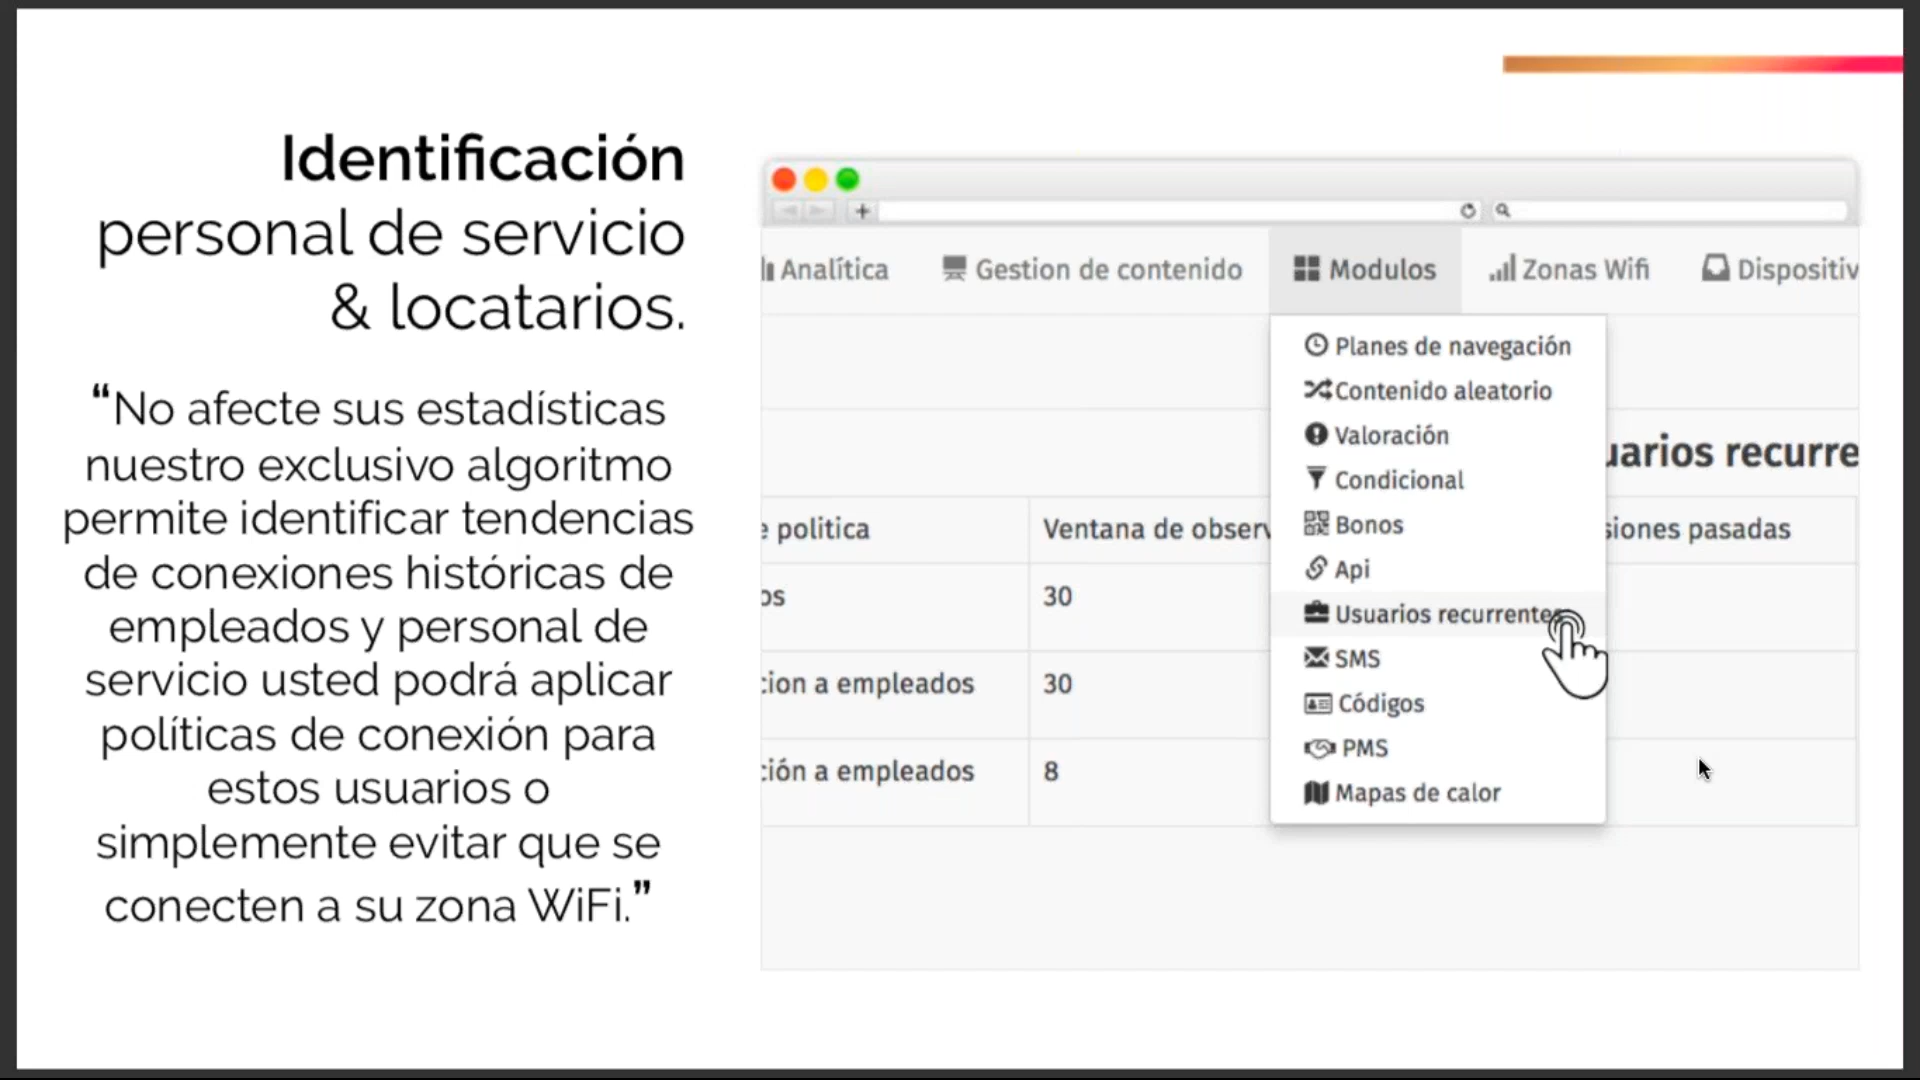 Identificación
personal de servicio
& locatarios.
“No afecte sus estadísticas
nuestro exclusivo algoritmo
permite identificar tendencias
de conexiones históricas de
empleados y personal de
servicio usted podrá aplicar
políticas de conexión para
estos usuarios o
simplemente evitar que se
conecten a su zona WiFi.”
Analítica
Gestion de contenido
Modulos
Zonas Wifi
Dispositiv
Planes de navegación
Contenido aleatorio
Valoración
Condicional
Bonos
Api
Usuarios recurrentes
SMS
Códigos
PMS
Mapas de calor
uarios recurre
e politica
Ventana de observ
siones pasadas
os
30
cion a empleados
30
ción a empleados
8